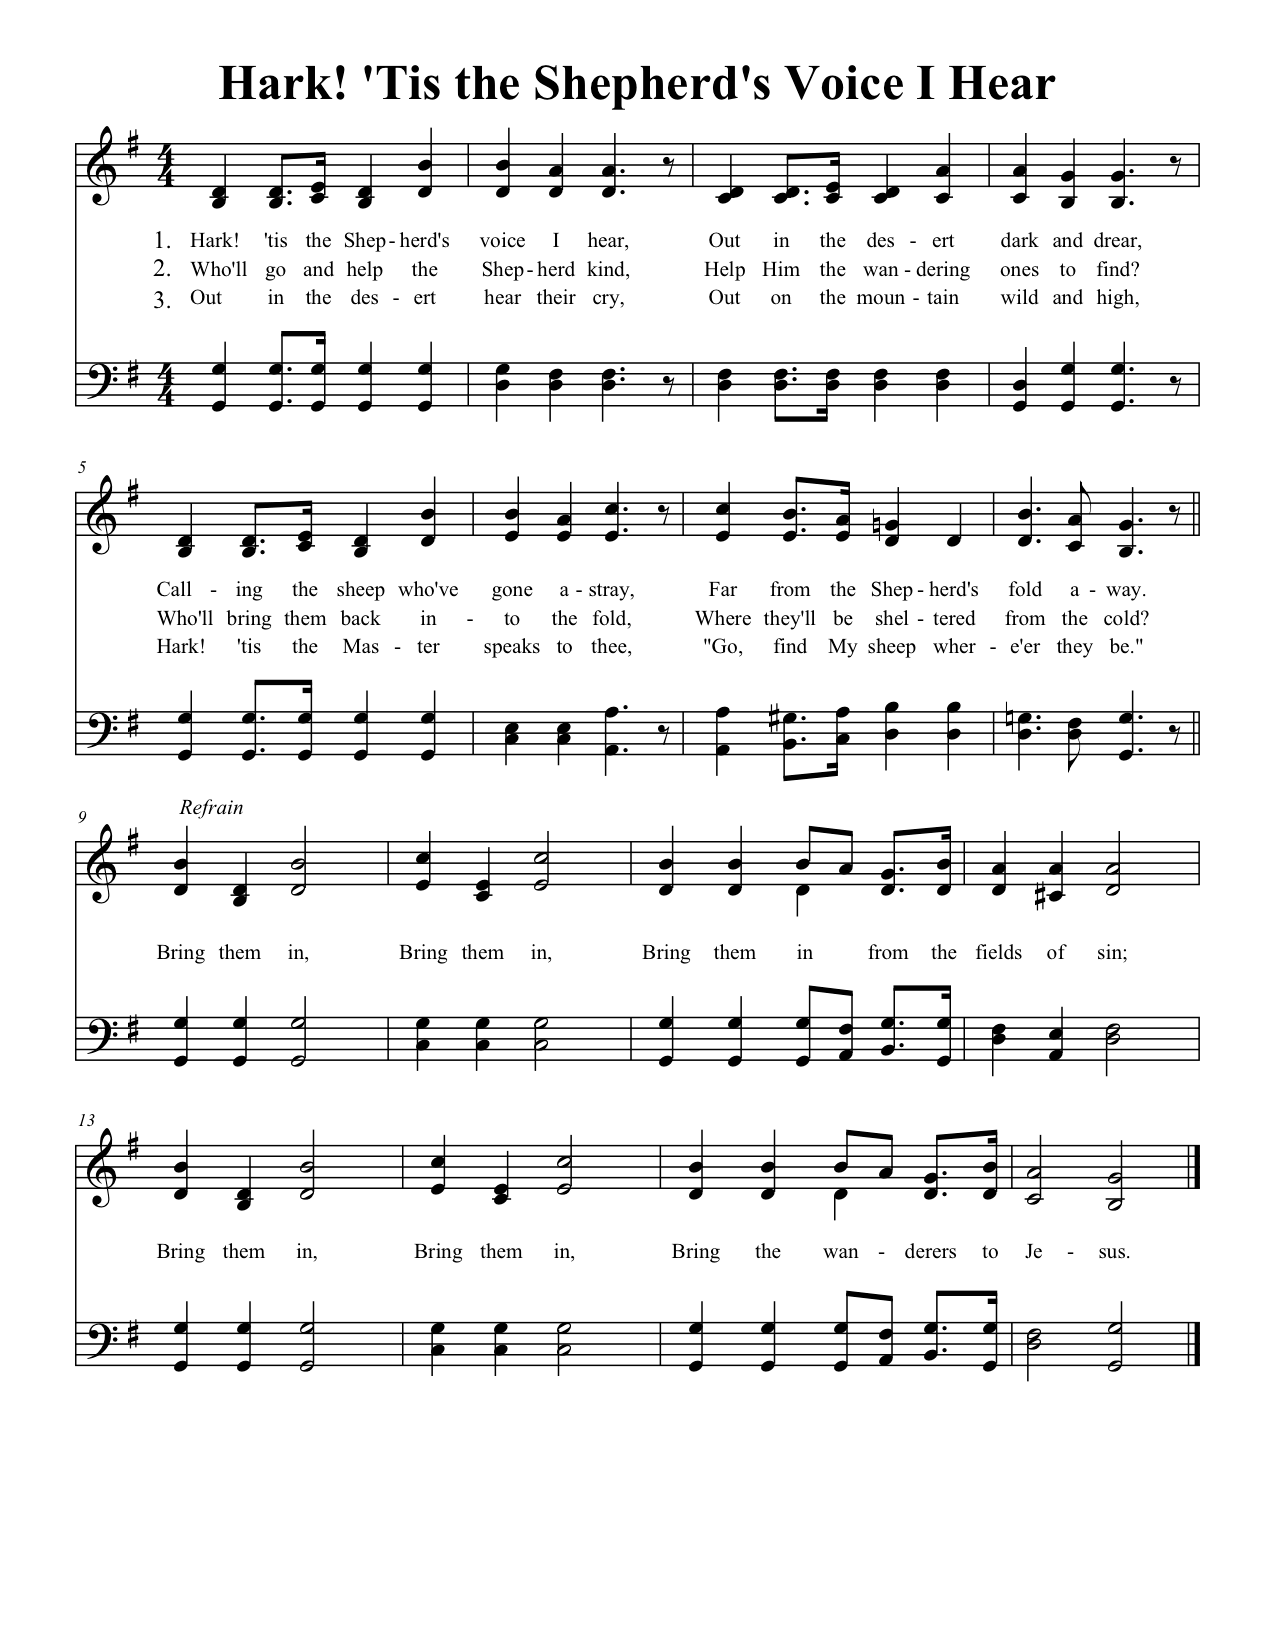 Hark! 'Tis the Shepherd's Voice I Hear
4 4
1. Hark! 'tis the Shep - herd's voice I hear, Out in the des - ert dark and drear,
2. Who'll go and help the Shep - herd kind, Help Him the wan - dering ones to find?
3. Out in the des - ert hear their cry, Out on the moun - tain wild and high,
4 4
5
Call - ing the sheep who've gone a - stray, Far from the Shep - herd's fold a - way.
Who'll bring them back in - to the fold, Where they'll be shel - tered from the cold?
Hark! 'tis the Mas - ter speaks to thee, "Go, find My sheep wher - e'er they be."
Refrain
9
Bring them in, Bring them in, Bring them in from the fields of sin;
13
Bring them in, Bring them in, Bring the wan - derers to Je - sus.